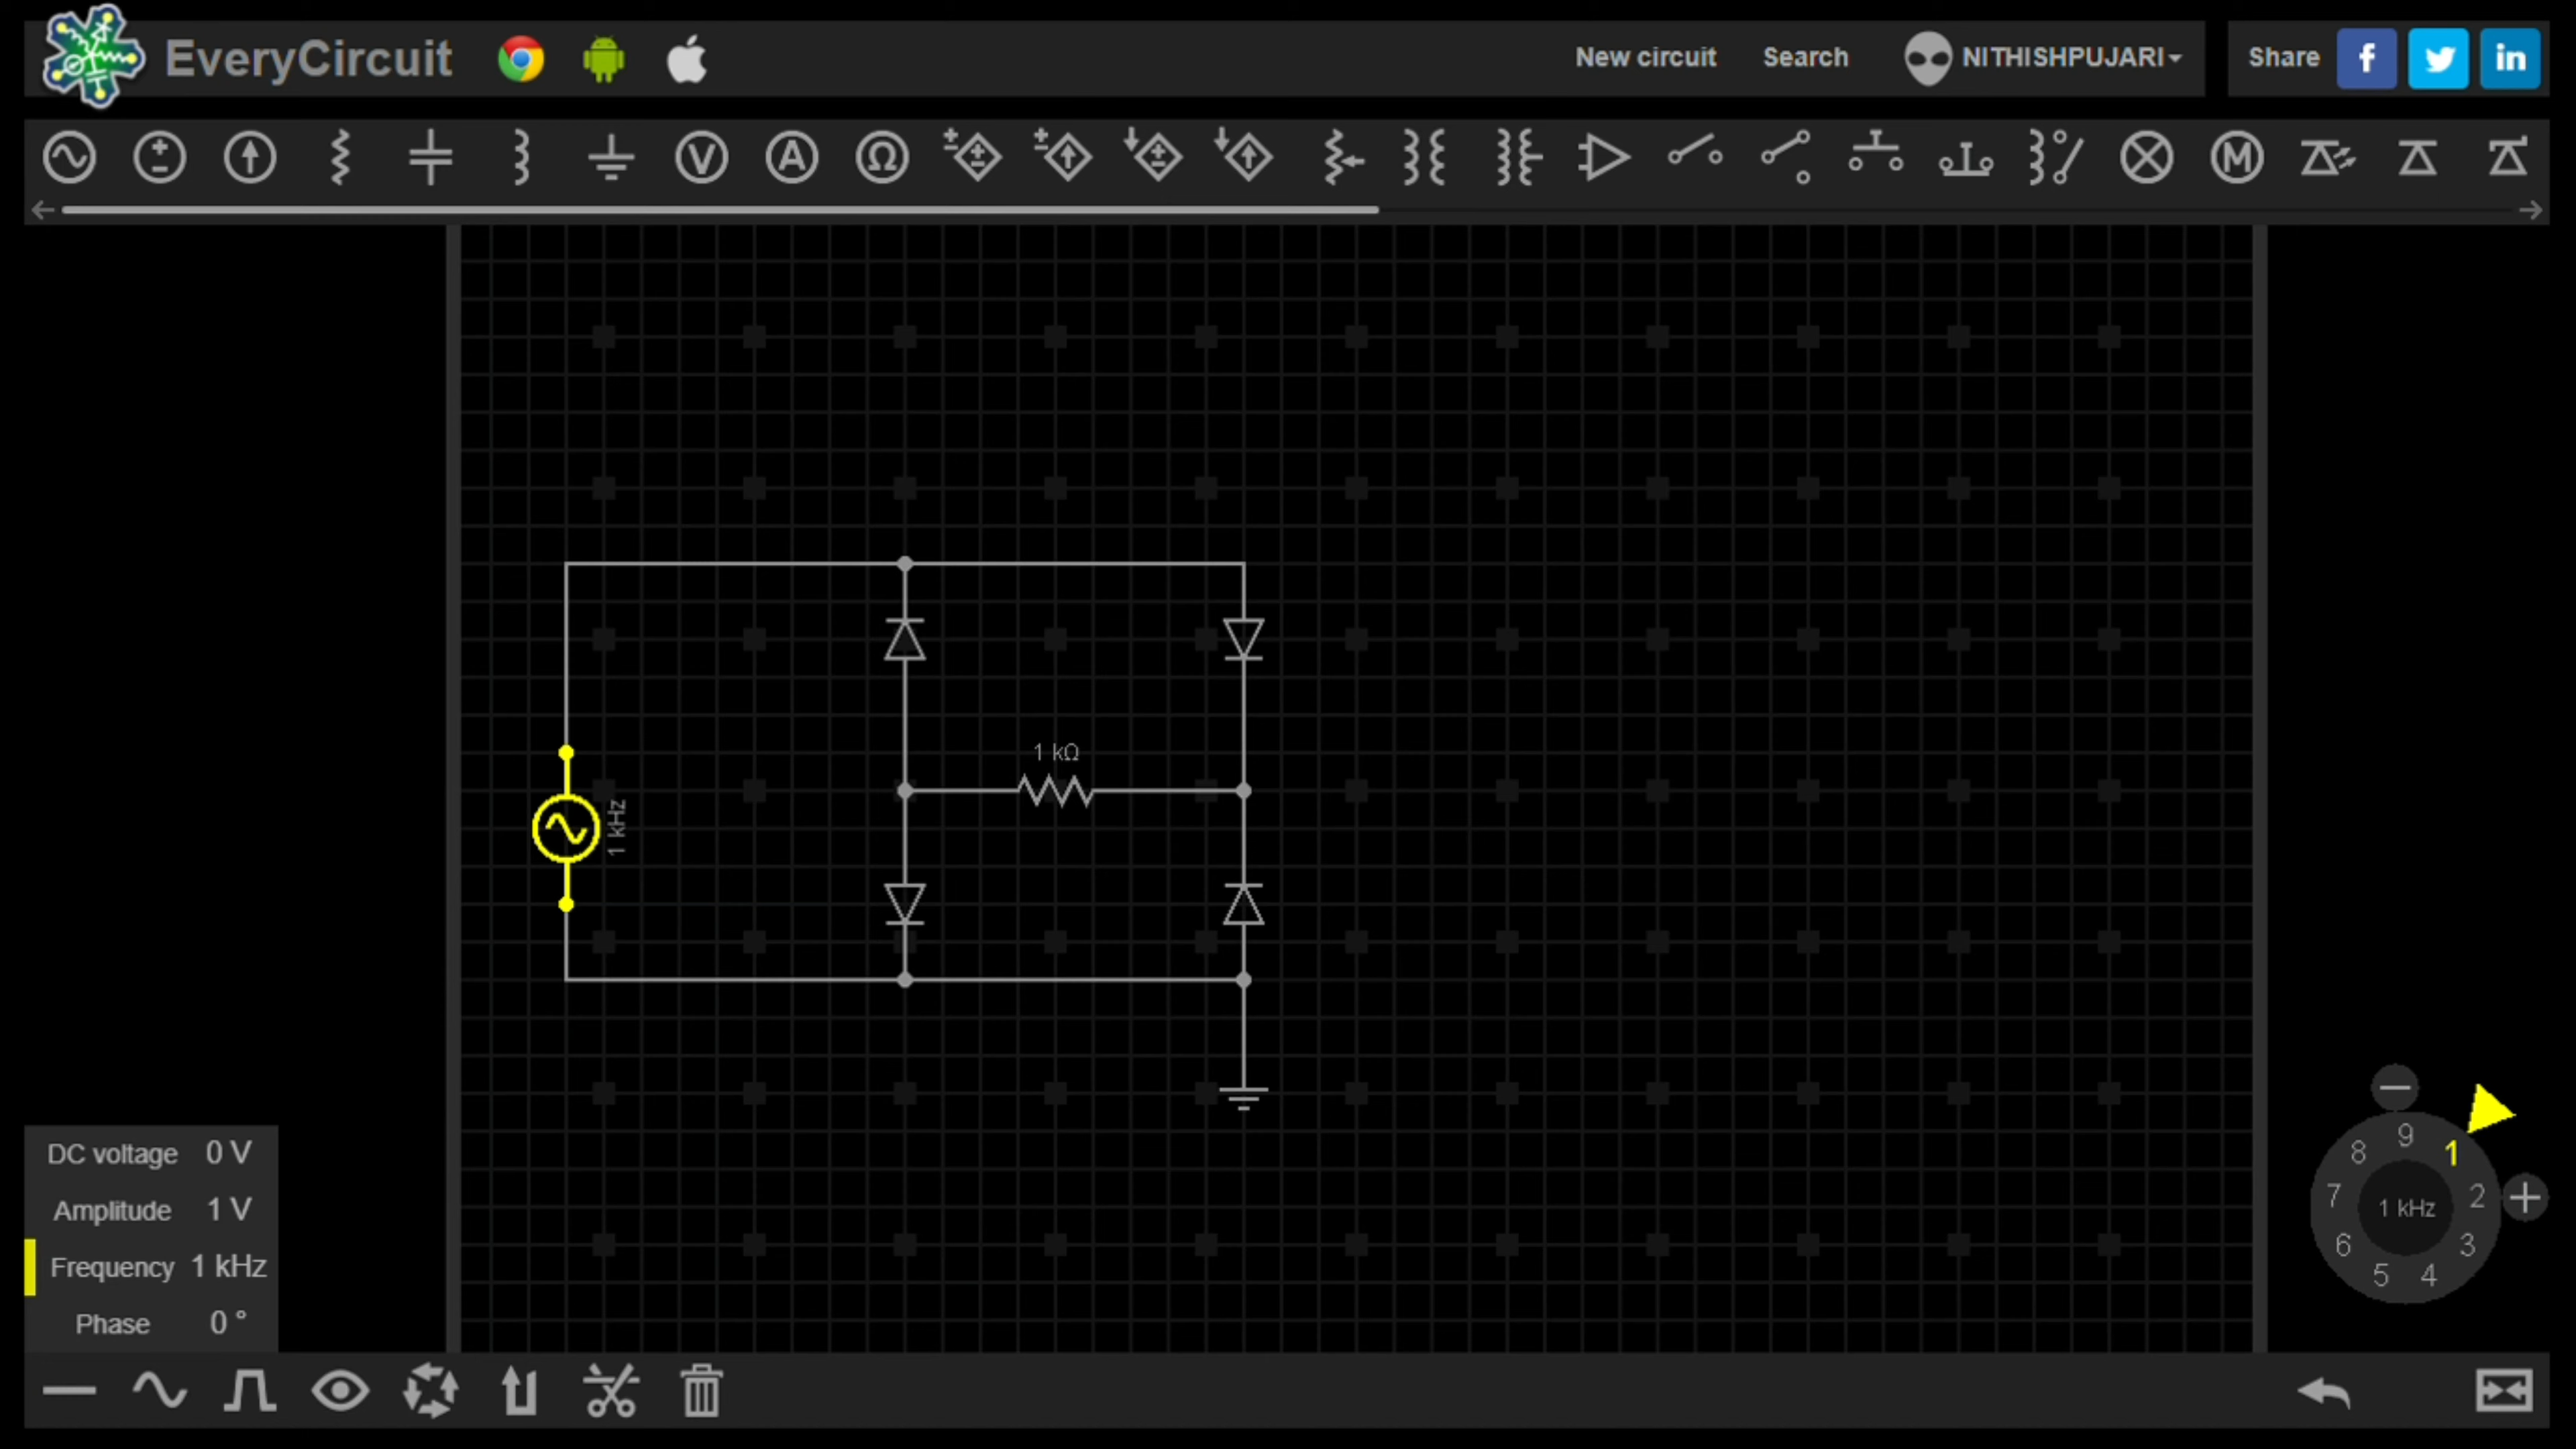 EveryCircuit
New circuit Search NITHISHPUJARI Share f in
V A Ω M
1 kΩ
1 kHz
DC voltage 0 V
Amplitude 1 V
Frequency 1 kHz
Phase 0 °
9
8 1
7 1 kHz 2
6 3
5 4